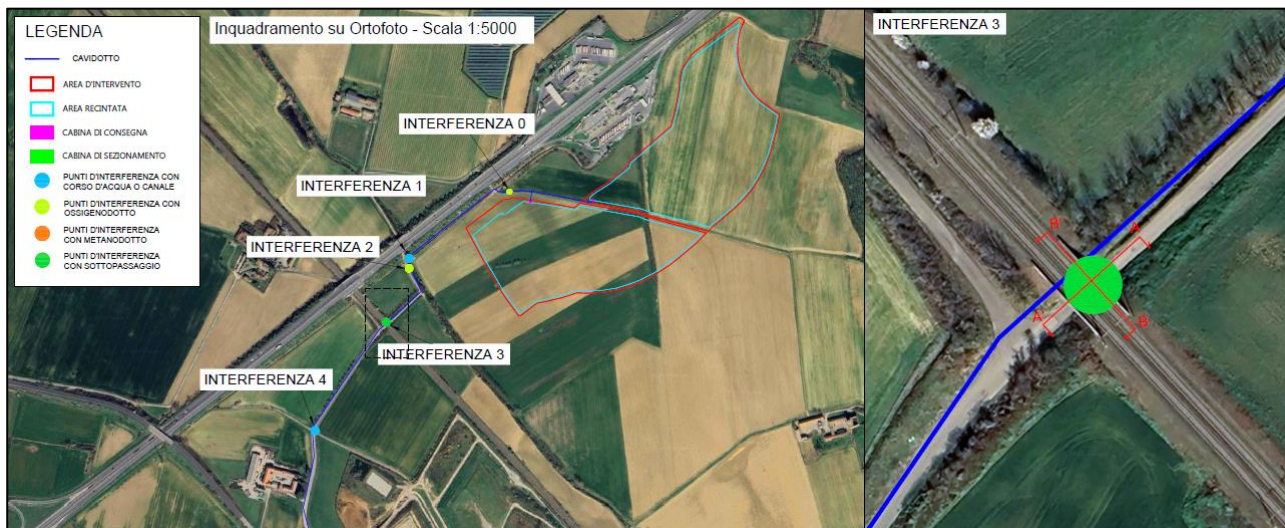 LEGENDA
CAVIDOTTO
AREA D'INTERVENTO
AREA RECINTATA
CABINA DI CONSEGNA
CABINA DI SEZIONAMENTO
PUNTI D'INTERFERENZA CON
CORSO D'ACQUA O CANALE
PUNTI D'INTERFERENZA CON
OSSIGENODOTTO
PUNTI D'INTERFERENZA
CON METANODOTTO
PUNTI D'INTERFERENZA
CON SOTTOPASSAGGIO
Inquadramento su Ortofoto - Scala 1:5000
INTERFERENZA 0
INTERFERENZA 1
INTERFERENZA 2
INTERFERENZA 3
INTERFERENZA 4
INTERFERENZA 3
B
A
A
B